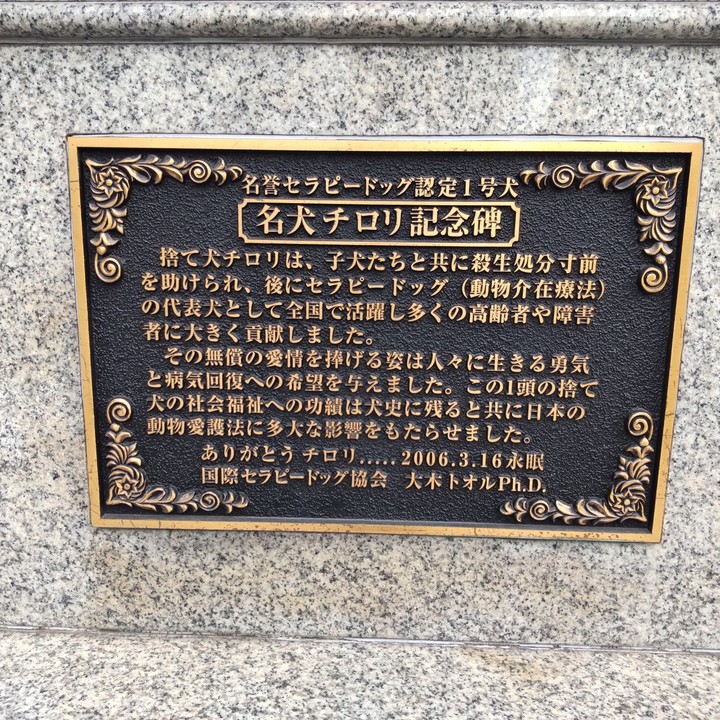 名誉セラピードッグ認定1号犬
名犬チロリ記念碑
捨て犬チロリは、子犬たちと共に殺生処分寸前
を助けられ、後にセラピードッグ（動物介在療法）
の代表犬として全国で活躍し多くの高齢者や障害
者に大きく貢献しました。
その無償の愛情を捧げる姿は人々に生きる勇気
と病気回復への希望を与えました。この1頭の捨て
犬の社会福祉への功績は犬史に残ると共に日本の
動物愛護法に多大な影響をもたらせました。
ありがとう チロリ.....2006.3.16永眠
国際セラピードッグ協会 大木トオルPh.D.